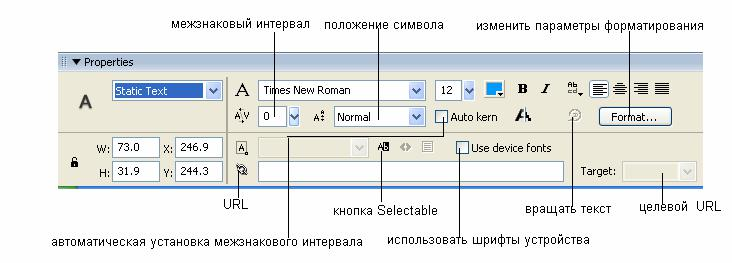 межзнаковый интервал положение символа изменить параметры форматирования
Properties
A Static Text A Times New Roman 12 B I ab
A V 0 A Normal Auto kern A Format...
W: 73.0 X: 246.9 A Ab Use device fonts
H: 31.9 Y: 244.3 Target:
URL кнопка Selectable вращать текст целевой URL
автоматическая установка межзнакового интервала использовать шрифты устройства